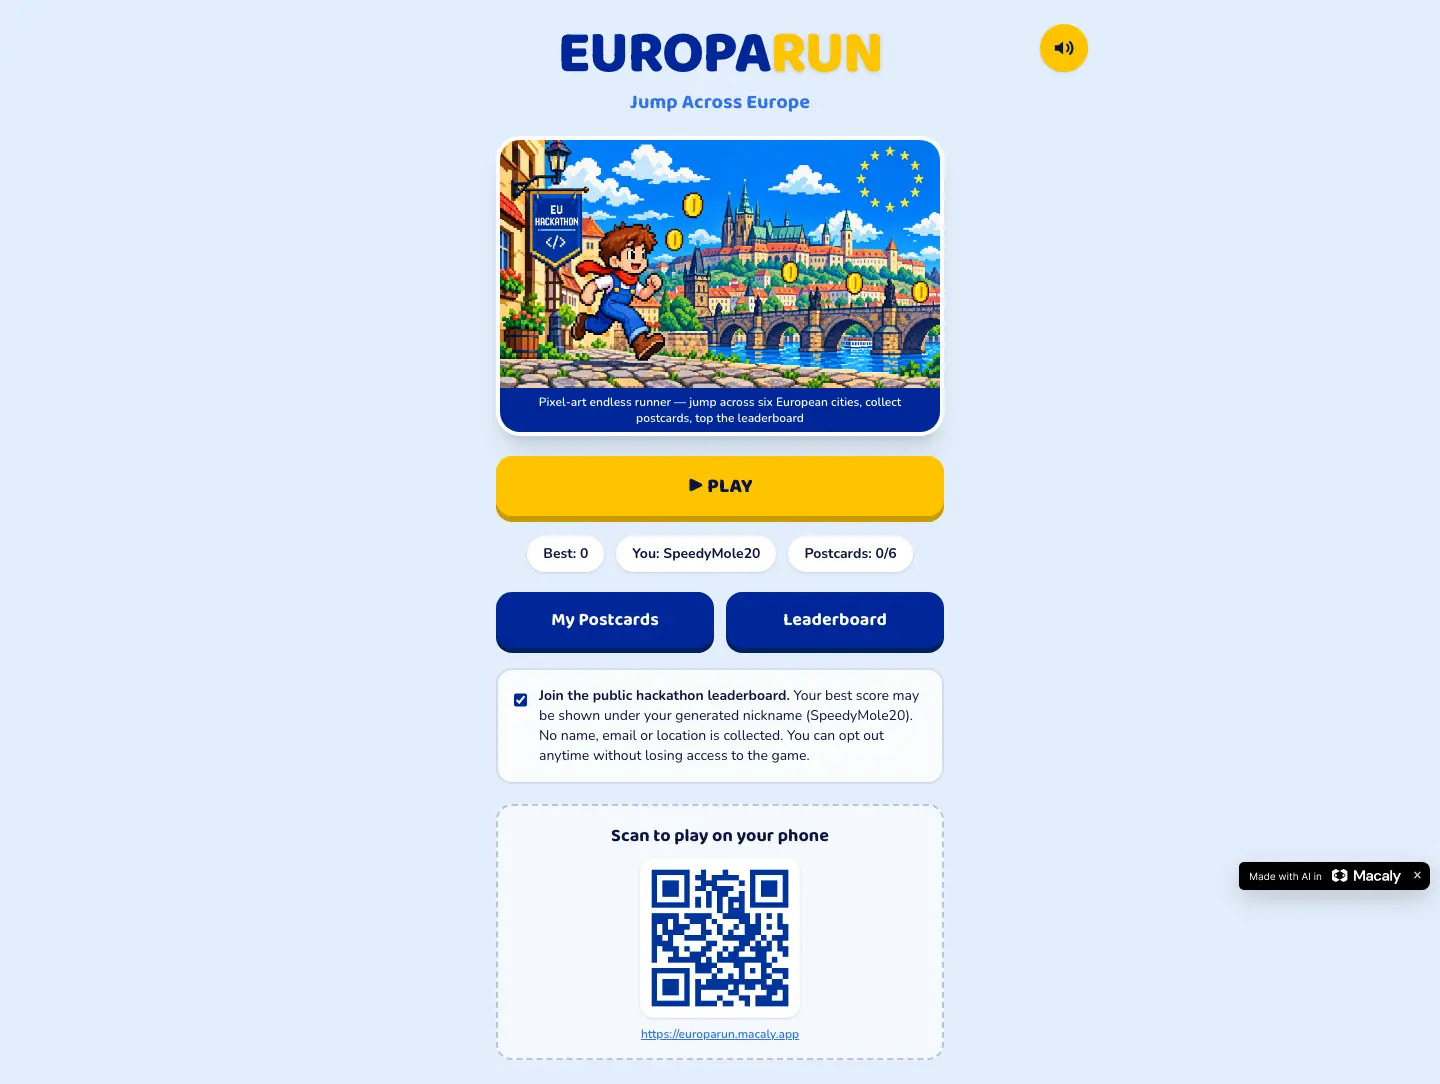 EUROPARUN
Jump Across Europe
EU
HACKATHON
</>
Pixel-art endless runner — jump across six European cities, collect
postcards, top the leaderboard
▶ PLAY
Best: 0
You: SpeedyMole20
Postcards: 0/6
My Postcards
Leaderboard
Join the public hackathon leaderboard. Your best score may
be shown under your generated nickname (SpeedyMole20).
No name, email or location is collected. You can opt out
anytime without losing access to the game.
Scan to play on your phone
https://europarun.macaly.app
Made with AI in Macaly ×